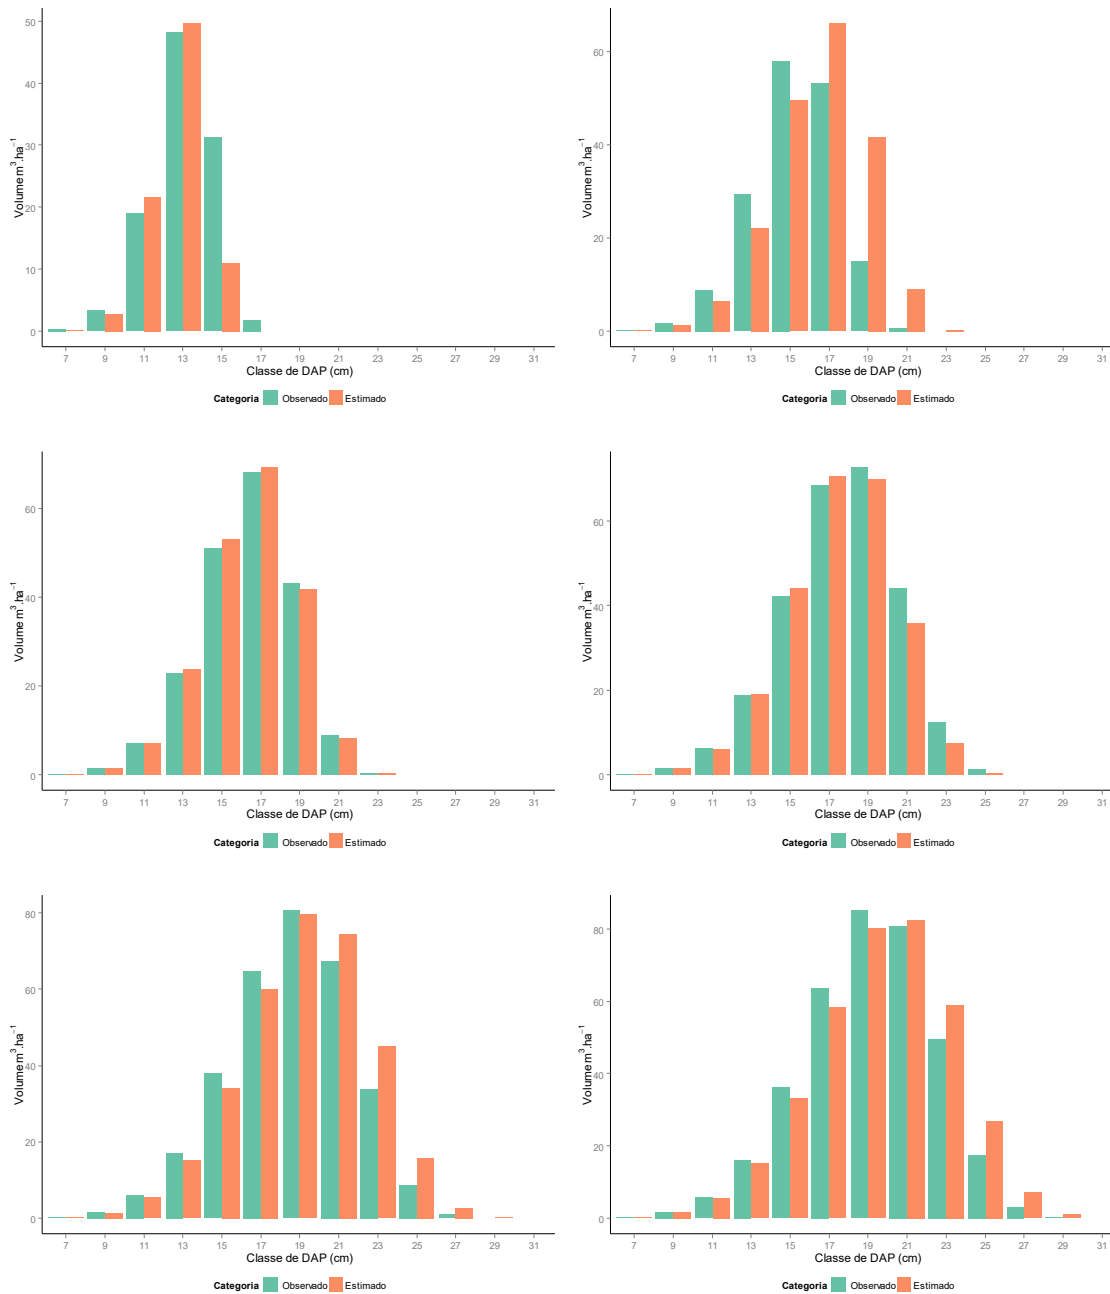 50
40
30
20
10
0
Volume m³.ha⁻¹
7 9 11 13 15 17 19 21 23 25 27 29 31
Classe de DAP (cm)
Categoria Observado Estimado
60
40
20
0
Volume m³.ha⁻¹
7 9 11 13 15 17 19 21 23 25 27 29 31
Classe de DAP (cm)
Categoria Observado Estimado
60
40
20
0
Volume m³.ha⁻¹
7 9 11 13 15 17 19 21 23 25 27 29 31
Classe de DAP (cm)
Categoria Observado Estimado
60
40
20
0
Volume m³.ha⁻¹
7 9 11 13 15 17 19 21 23 25 27 29 31
Classe de DAP (cm)
Categoria Observado Estimado
80
60
40
20
0
Volume m³.ha⁻¹
7 9 11 13 15 17 19 21 23 25 27 29 31
Classe de DAP (cm)
Categoria Observado Estimado
80
60
40
20
0
Volume m³.ha⁻¹
7 9 11 13 15 17 19 21 23 25 27 29 31
Classe de DAP (cm)
Categoria Observado Estimado